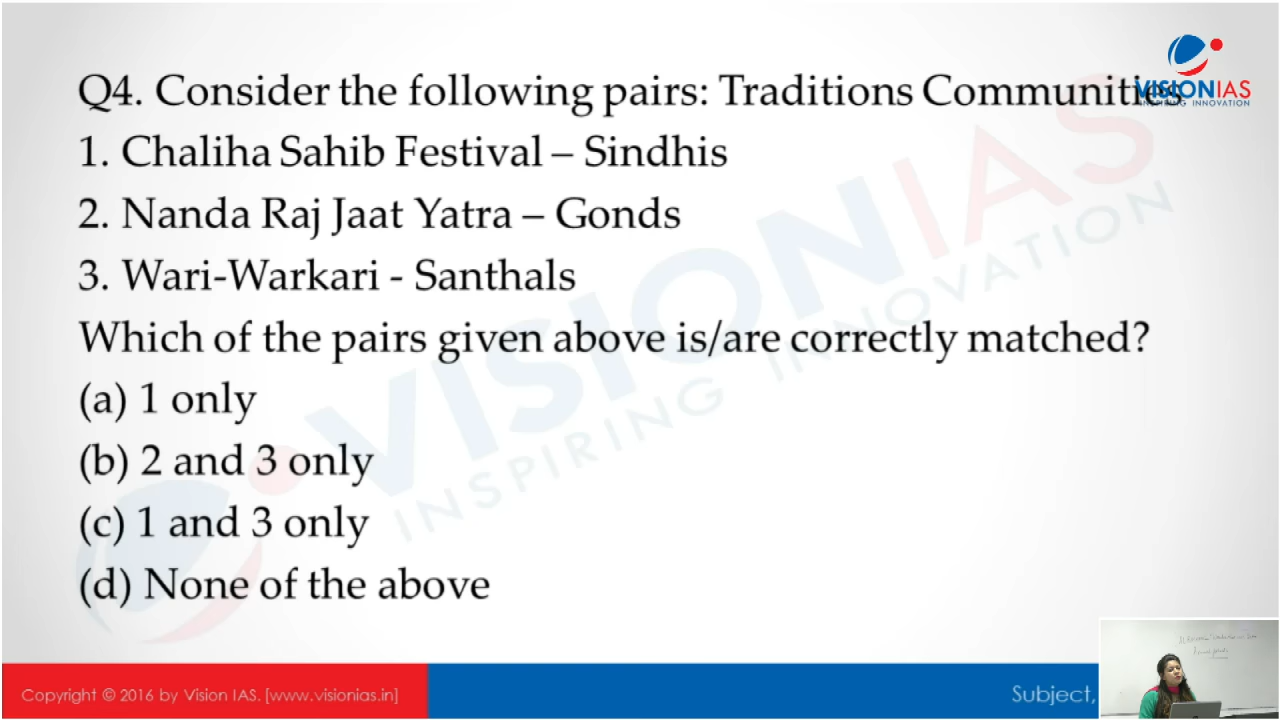 Q4. Consider the following pairs: Traditions Communities
1. Chaliha Sahib Festival – Sindhis
2. Nanda Raj Jaat Yatra – Gonds
3. Wari-Warkari - Santhals
Which of the pairs given above is/are correctly matched?
(a) 1 only
(b) 2 and 3 only
(c) 1 and 3 only
(d) None of the above
VISIONIAS
INSPIRING INNOVATION
VISIONIAS
INSPIRING INNOVATION
Copyright © 2016 by Vision IAS. [www.visionias.in]
Subject,